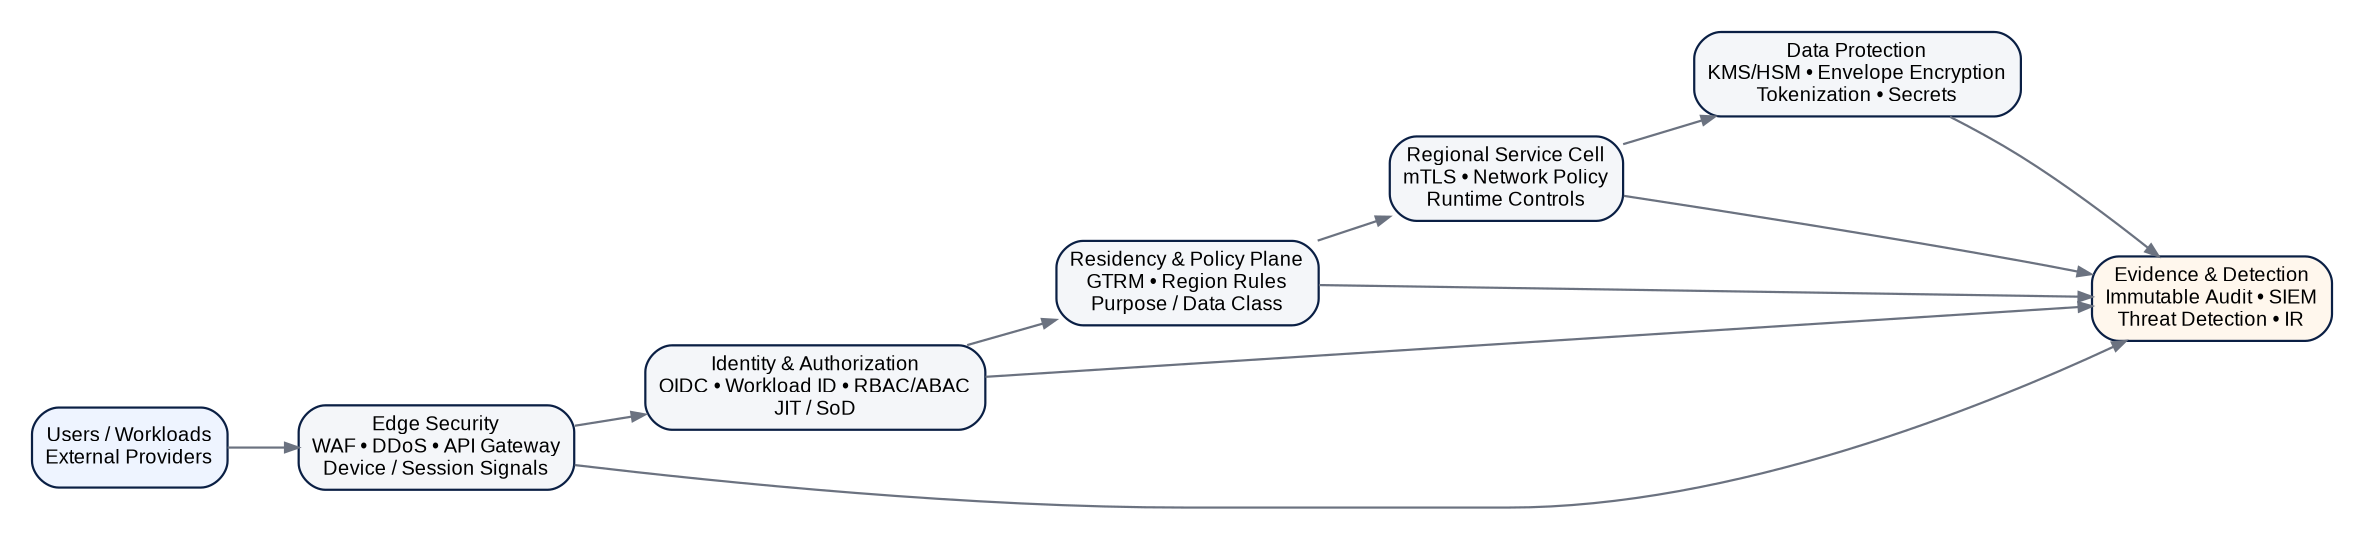 Users / Workloads
External Providers
Edge Security
WAF • DDoS • API Gateway
Device / Session Signals
Identity & Authorization
OIDC • Workload ID • RBAC/ABAC
JIT / SoD
Residency & Policy Plane
GTRM • Region Rules
Purpose / Data Class
Regional Service Cell
mTLS • Network Policy
Runtime Controls
Data Protection
KMS/HSM • Envelope Encryption
Tokenization • Secrets
Evidence & Detection
Immutable Audit • SIEM
Threat Detection • IR